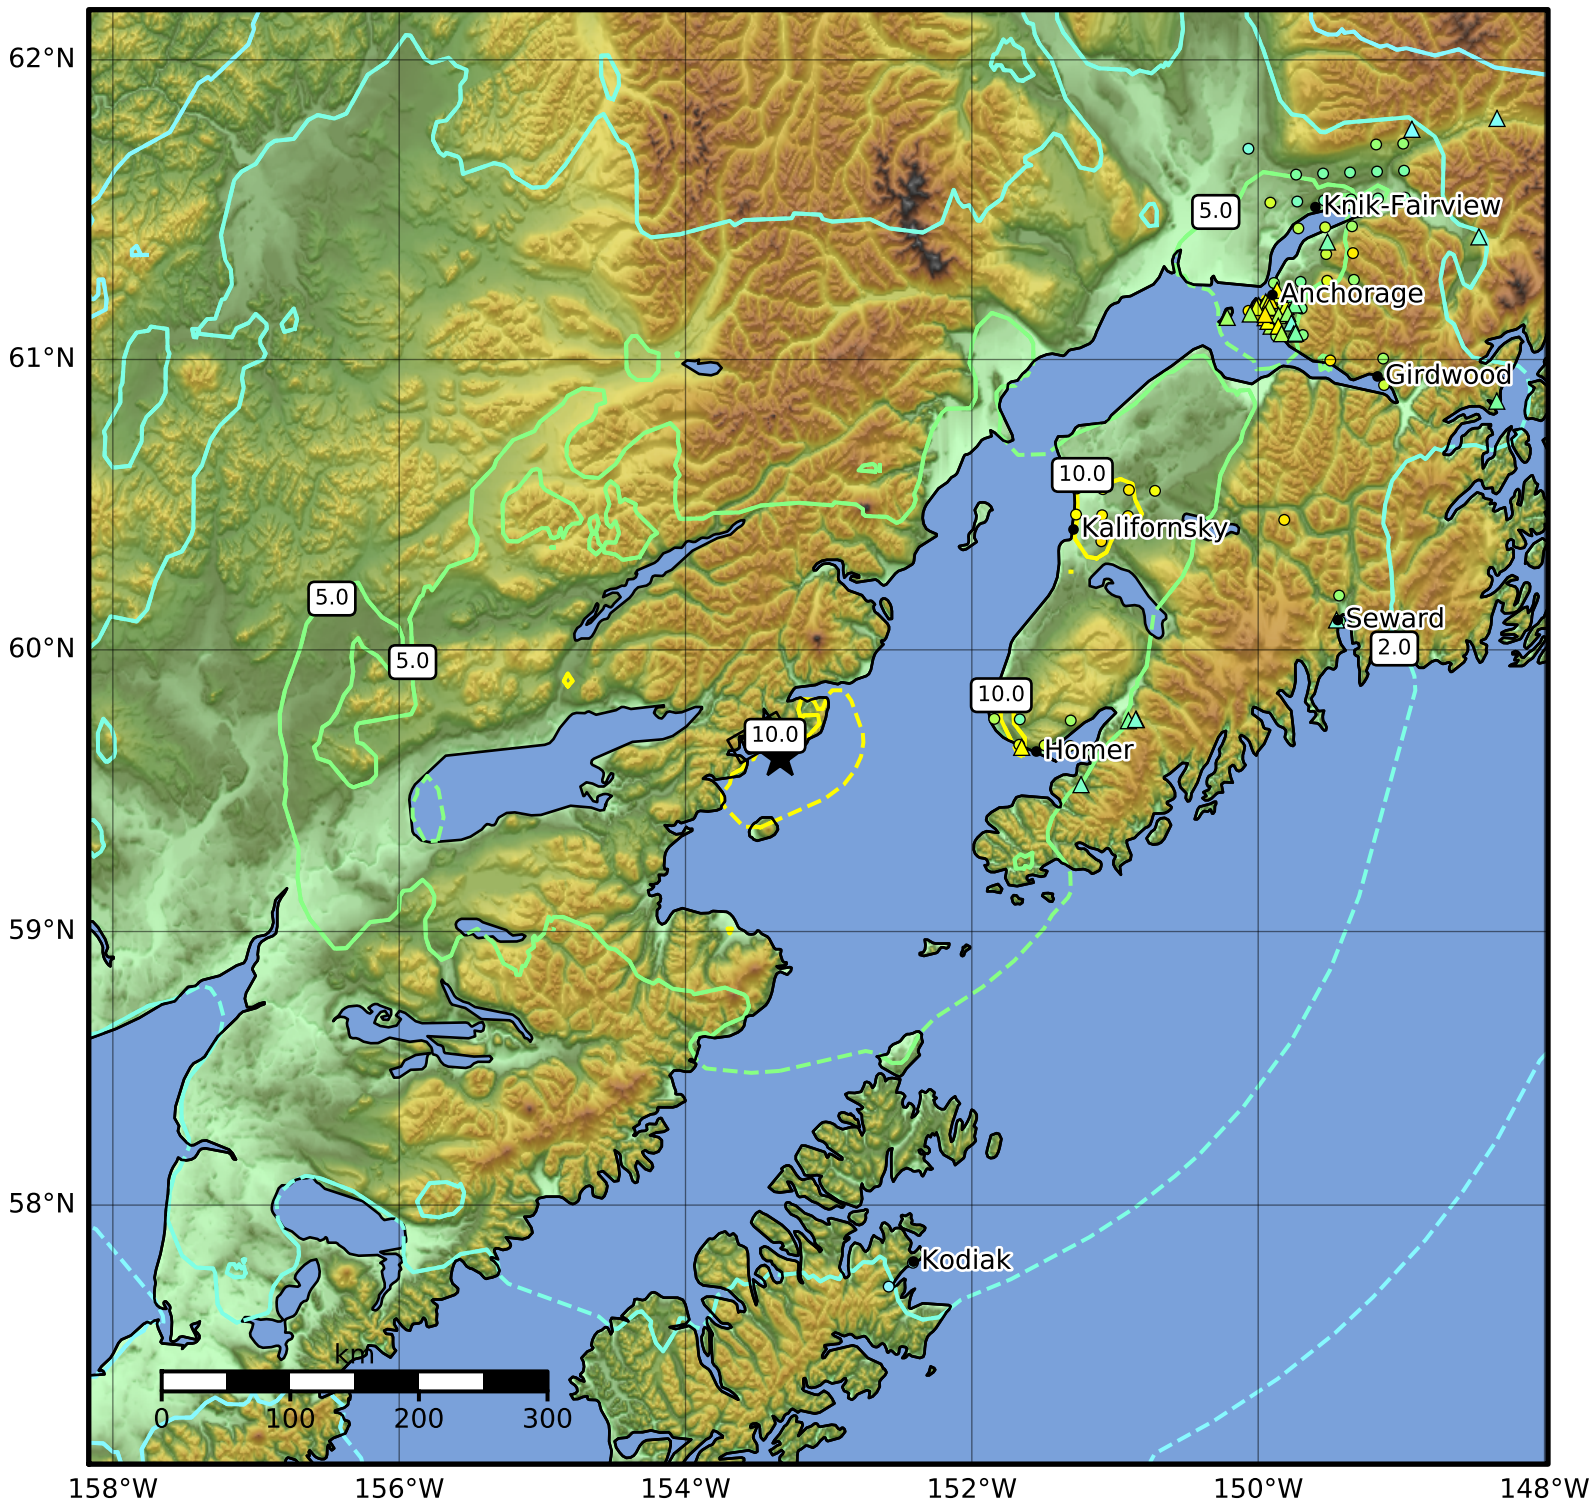 62°N
5.0
Knik-Fairview
Anchorage
61°N
Girdwood
10.0
Kalifornsky
5.0
Seward
60°N
2.0
5.0
10.0
10.0
Homer
59°N
58°N
Kodiak
km
0 100 200 300
158°W 156°W 154°W 152°W 150°W 148°W